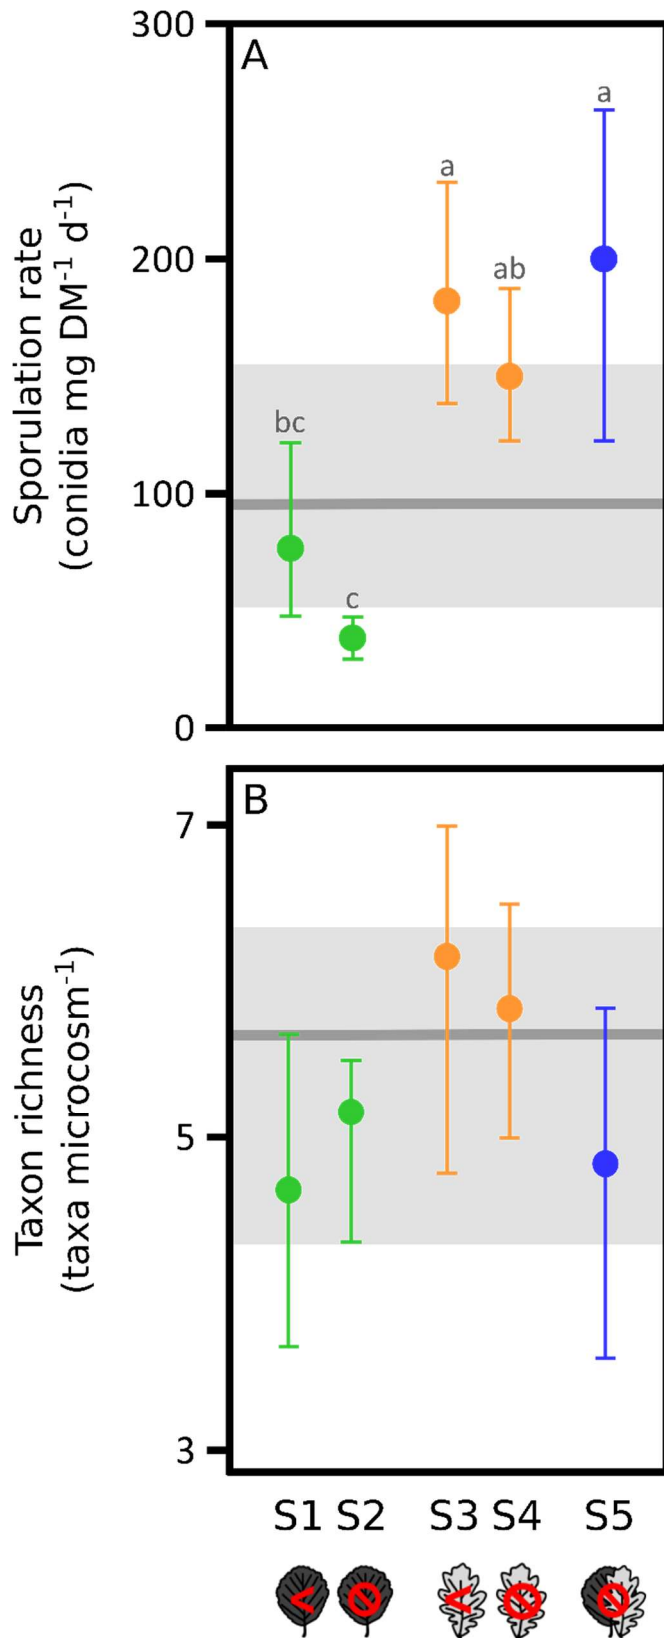 300
A
a
a
200
ab
Sporulation rate
(conidia mg DM⁻¹ d⁻¹)
bc
100
c
0
B
7
Taxon richness
(taxa microcosm⁻¹)
5
3
S1 S2 S3 S4 S5
< <